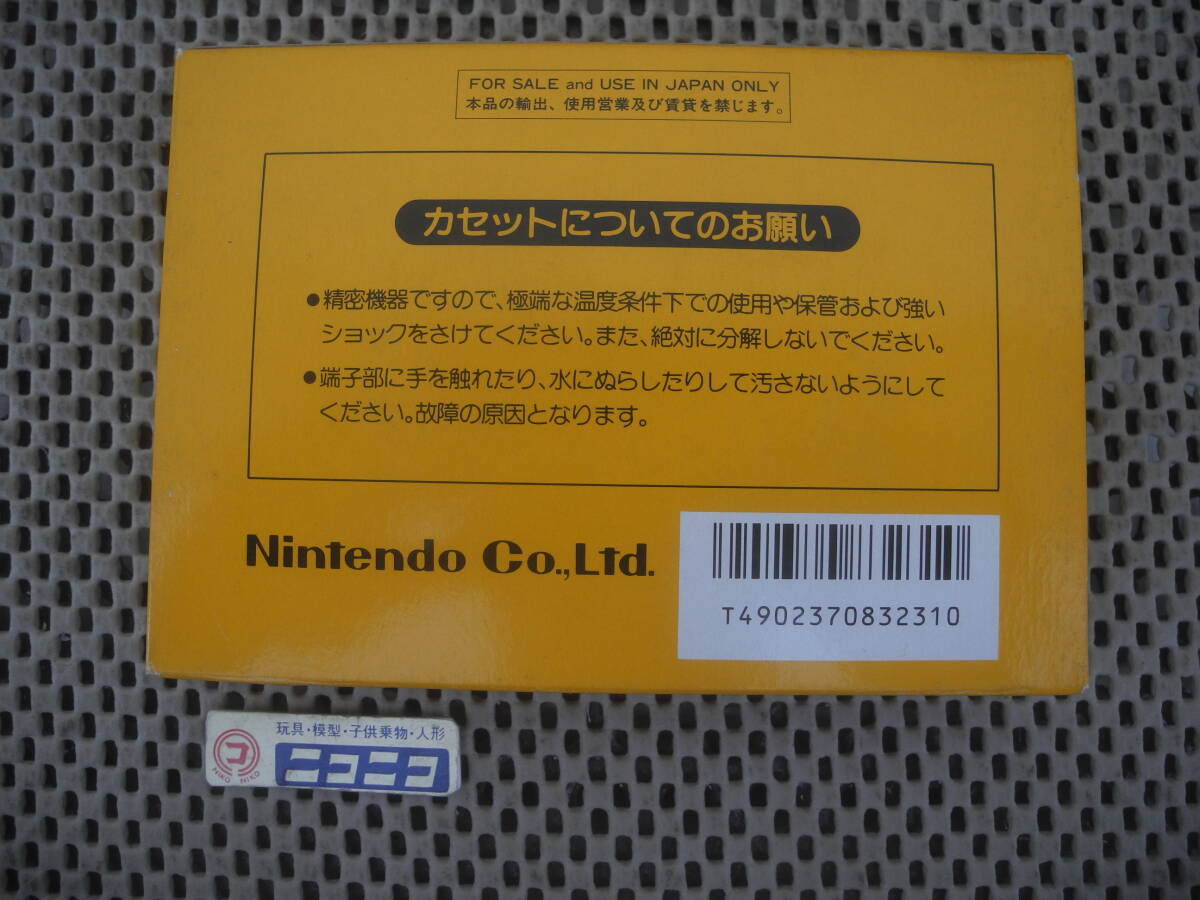 FOR SALE and USE IN JAPAN ONLY
本品の輸出、使用営業及び賃貸を禁じます。
カセットについてのお願い
●精密機器ですので、極端な温度条件下での使用や保管および強い
ショックをさけてください。また、絶対に分解しないでください。
●端子部に手を触れたり、水にぬらしたりして汚さないようにして
ください。故障の原因となります。
Nintendo Co.,Ltd.
T4902370832310
玩具・模型・子供乗物・人形
コ
NIKO NIKO
ニコニコ